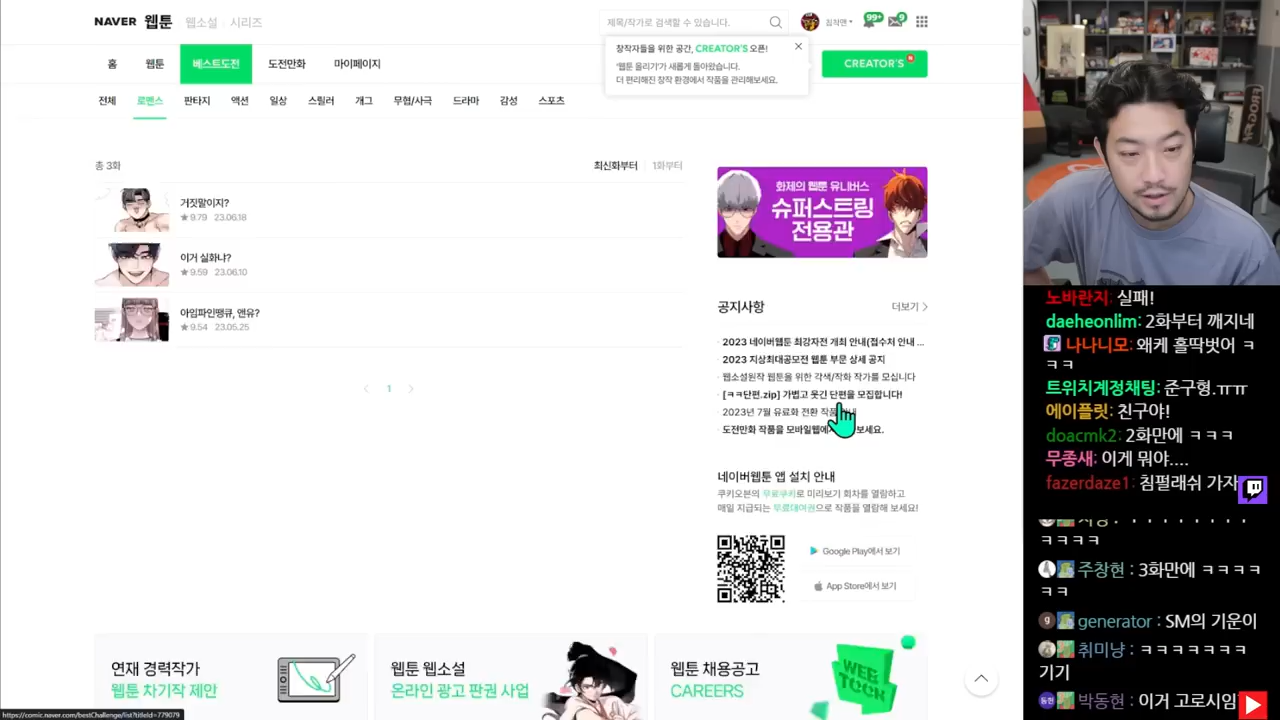 NAVER 웹툰 웹소설 시리즈
제목/작가로 검색할 수 있습니다.
침착맨
99+
9
홈 웹툰 베스트도전 도전만화 마이페이지
창작자들을 위한 공간, CREATOR'S 오픈!
'웹툰 올리기'가 새롭게 돌아왔습니다.
더 편리해진 창작 환경에서 작품을 관리해보세요.
CREATOR'S
전체 로맨스 판타지 액션 일상 스릴러 개그 무협/사극 드라마 감성 스포츠
총 3화
최신화부터 1화부터
거짓말이지?
★9.79 23.06.18
이거 실화냐?
★9.59 23.06.10
아임파인땡큐, 앤유?
★9.54 23.05.25
1
화제의 웹툰 유니버스
슈퍼스트링
전용관
공지사항
더보기
2023 네이버웹툰 최강자전 개최 안내(접수처 안내 ...
2023 지상최대공모전 웹툰 부문 상세 공지
웹소설원작 웹툰을 위한 각색/작화 작가를 모십니다
[ㅋㅋ단편.zip] 가볍고 웃긴 단편을 모집합니다!
2023년 7월 유료화 전환 작품
도전만화 작품을 모바일웹에 보세요.
네이버웹툰 앱 설치 안내
쿠키오븐의 무료쿠키로 미리보기 회차를 열람하고
매일 지급되는 무료대여권으로 작품을 열람해 보세요!
Google Play에서 보기
App Store에서 보기
연재 경력작가
웹툰 차기작 제안
웹툰 웹소설
온라인 광고 판권 사업
웹툰 채용공고
CAREERS
WEB
TOON
https://comic.naver.com/bestChallenge/list?titleId=779079
FROGGY
노바란지: 실패!
daeheonlim: 2화부터 깨지네
나나니모: 왜케 홀딱벗어 ㅋ
ㅋㅋ
트위치계정채팅: 준구형.ㅠㅠ
에이플릿: 친구야!
doacmk2: 2화만에 ㅋㅋㅋ
무종새: 이게 뭐야....
fazerdaze1: 침펄래쉬 가자
ㅋㅋㅋㅋ
주창현 : 3화만에 ㅋㅋㅋㅋ
ㅋㅋ
generator : SM의 기운이
취미냥 : ㅋㅋㅋㅋㅋㅋㅋ
기기
박동현 : 이거 고로시임